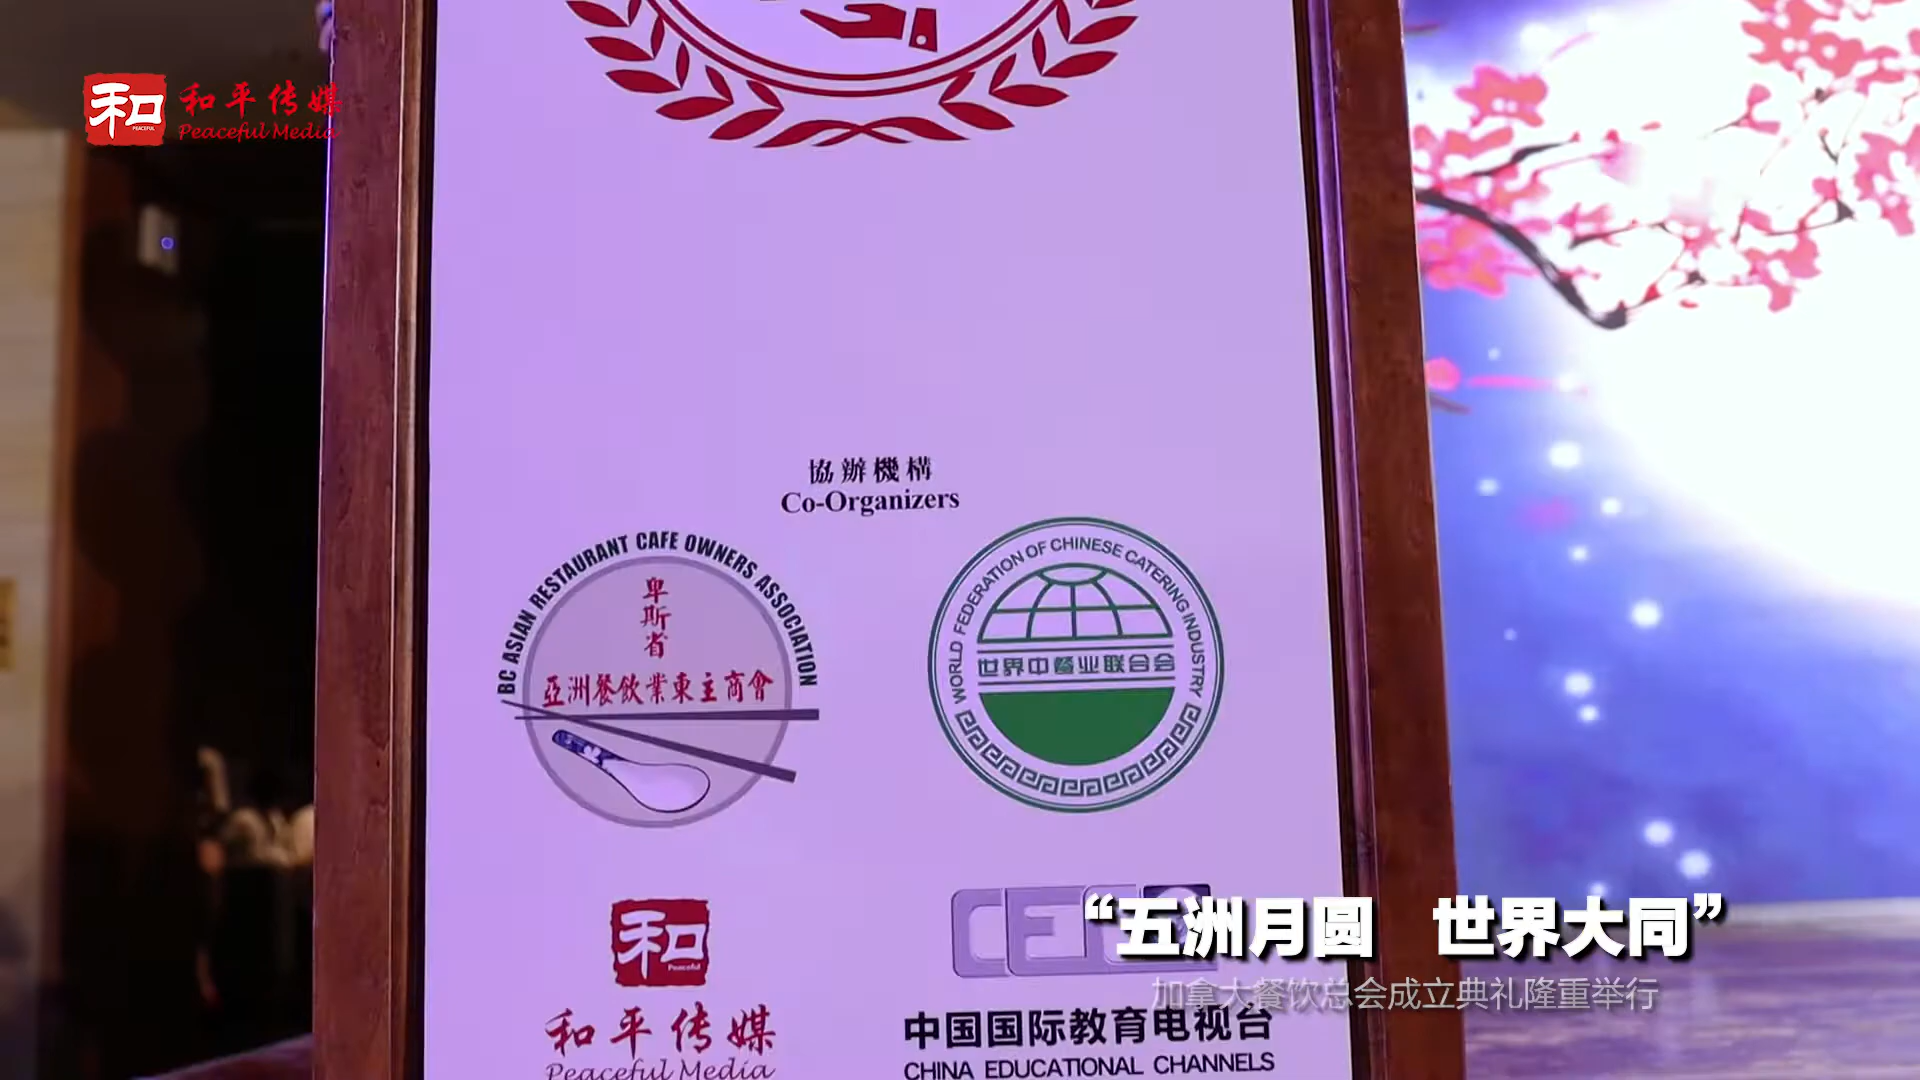 和 和平传媒
PEACEFUL Peaceful Media
協辦機構
Co-Organizers
BC ASIAN RESTAURANT CAFE OWNERS ASSOCIATION
卑斯省
亞洲餐飲業東主商會
WORLD FEDERATION OF CHINESE CATERING INDUSTRY
世界中餐业联合会
和
Peaceful
和平传媒
Peaceful Media
CEC
中国国际教育电视台
CHINA EDUCATIONAL CHANNELS
“五洲月圆 世界大同”
加拿大餐饮总会成立典礼隆重举行